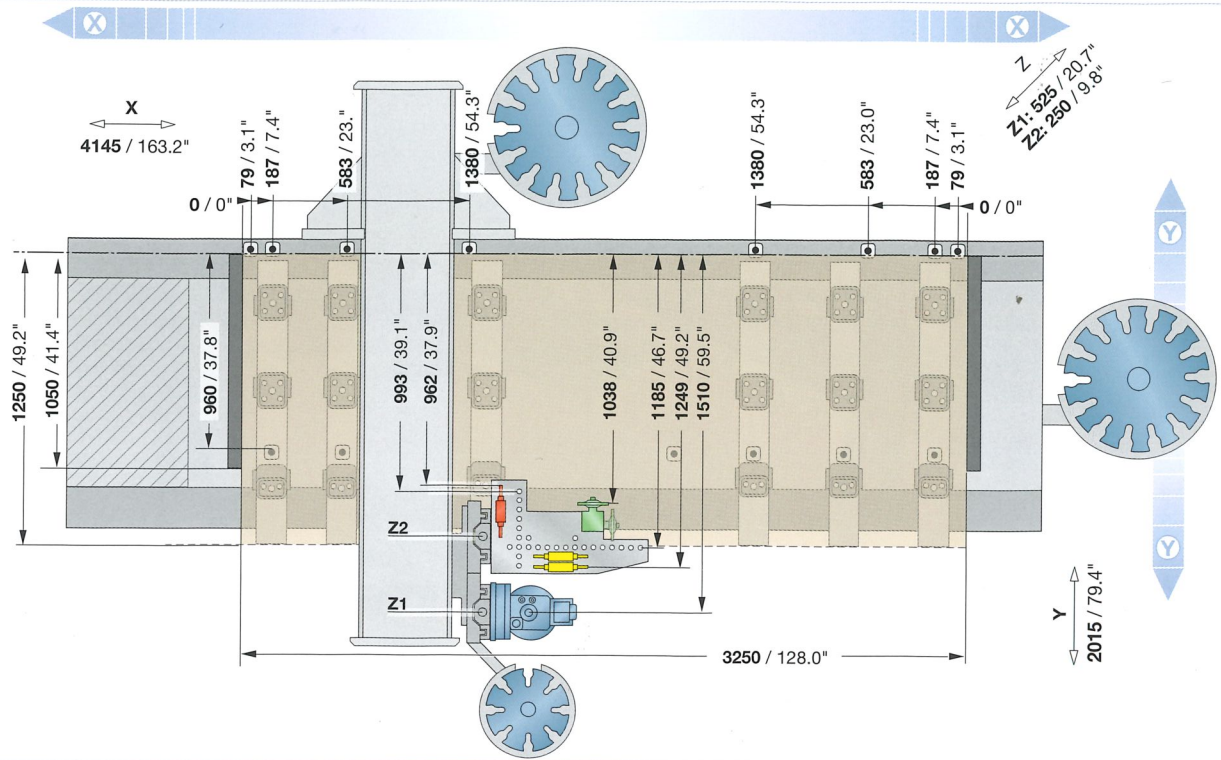 X
X
Z
Z1: 525 / 20.7"
Z2: 250 / 9.8"
X
4145 / 163.2"
79 / 3.1"
187 / 7.4"
583 / 23."
1380 / 54.3"
1380 / 54.3"
583 / 23.0"
187 / 7.4"
79 / 3.1"
0 / 0"
0 / 0"
Y
1250 / 49.2"
1050 / 41.4"
960 / 37.8"
993 / 39.1"
962 / 37.9"
1038 / 40.9"
1185 / 46.7"
1249 / 49.2"
1510 / 59.5"
Z2
Y
Z1
Y
2015 / 79.4"
3250 / 128.0"